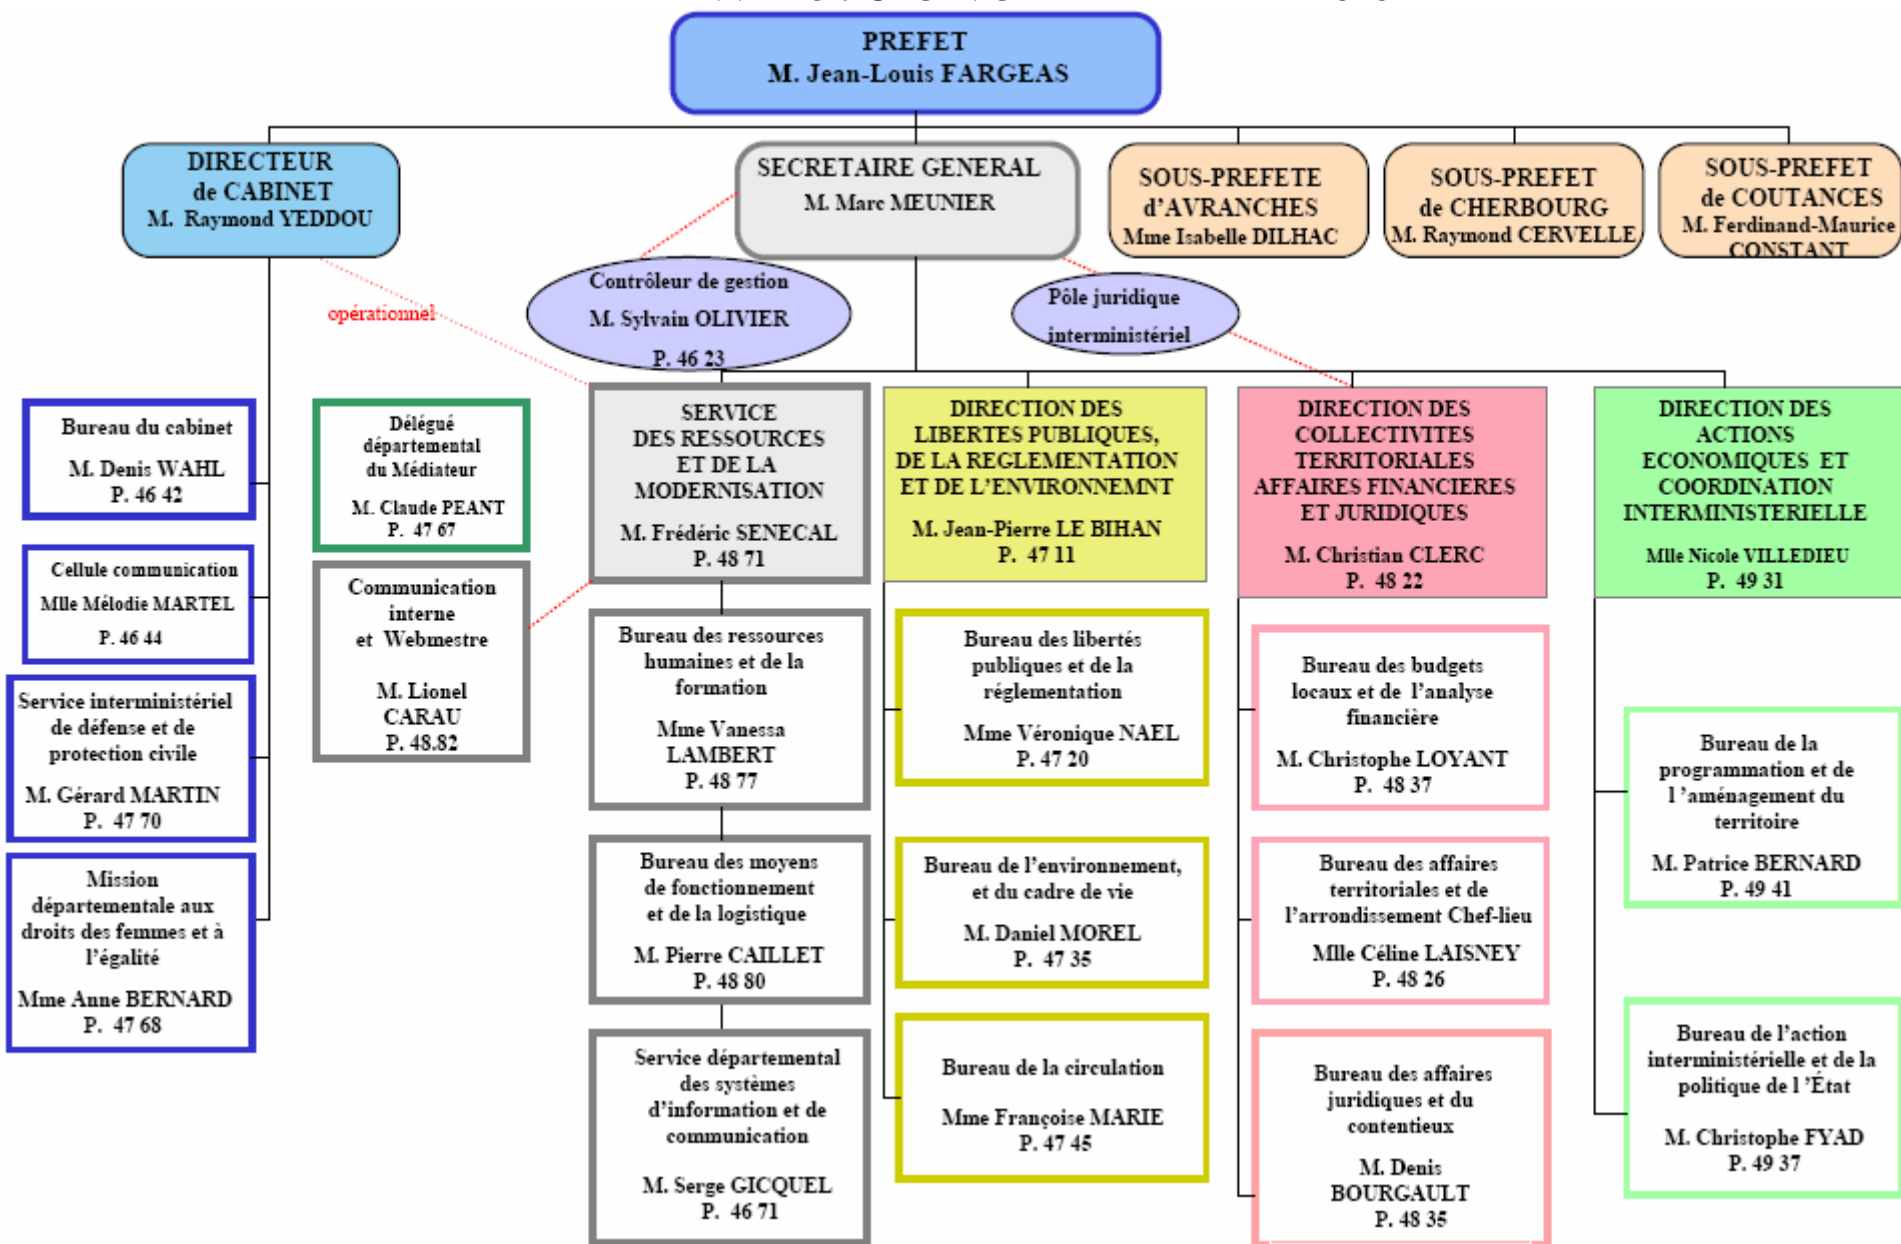 PREFET
M. Jean-Louis FARGEAS
DIRECTEUR
de CABINET
M. Raymond YEDDOU
SECRETAIRE GENERAL
M. Marc MEUNIER
SOUS-PREFETE
d'AVRANCHES
Mme Isabelle DILHAC
SOUS-PREFET
de CHERBOURG
M. Raymond CERVELLE
SOUS-PREFET
de COUTANCES
M. Ferdinand-Maurice
CONSTANT
opérationnel
Contrôleur de gestion
M. Sylvain OLIVIER
P. 46 23
Pôle juridique
interministériel
Bureau du cabinet
M. Denis WAHL
P. 46 42
Cellule communication
Mlle Mélodie MARTEL
P. 46 44
Service interministériel
de défense et de
protection civile
M. Gérard MARTIN
P. 47 70
Mission
départementale aux
droits des femmes et à
l'égalité
Mme Anne BERNARD
P. 47 68
Délégué
départemental
du Médiateur
M. Claude PEANT
P. 47 67
Communication
interne
et Webmestre
M. Lionel
CARAU
P. 48.82
SERVICE
DES RESSOURCES
ET DE LA
MODERNISATION
M. Frédéric SENECAL
P. 48 71
Bureau des ressources
humaines et de la
formation
Mme Vanessa
LAMBERT
P. 48 77
Bureau des moyens
de fonctionnement
et de la logistique
M. Pierre CAILLET
P. 48 80
Service départemental
des systèmes
d'information et de
communication
M. Serge GICQUEL
P. 46 71
DIRECTION DES
LIBERTES PUBLIQUES,
DE LA REGLEMENTATION
ET DE L'ENVIRONNEMNT
M. Jean-Pierre LE BIHAN
P. 47 11
Bureau des libertés
publiques et de la
réglementation
Mme Véronique NAEL
P. 47 20
Bureau de l'environnement,
et du cadre de vie
M. Daniel MOREL
P. 47 35
Bureau de la circulation
Mme Françoise MARIE
P. 47 45
DIRECTION DES
COLLECTIVITES
TERRITORIALES
AFFAIRES FINANCIERES
ET JURIDIQUES
M. Christian CLERC
P. 48 22
Bureau des budgets
locaux et de l'analyse
financière
M. Christophe LOYANT
P. 48 37
Bureau des affaires
territoriales et de
l'arrondissement Chef-lieu
Mlle Céline LAISNEY
P. 48 26
Bureau des affaires
juridiques et du
contentieux
M. Denis
BOURGAULT
P. 48 35
DIRECTION DES
ACTIONS
ECONOMIQUES ET
COORDINATION
INTERMINISTERIELLE
Mlle Nicole VILLEDIEU
P. 49 31
Bureau de la
programmation et de
l 'aménagement du
territoire
M. Patrice BERNARD
P. 49 41
Bureau de l'action
interministérielle et de la
politique de l 'État
M. Christophe FYAD
P. 49 37